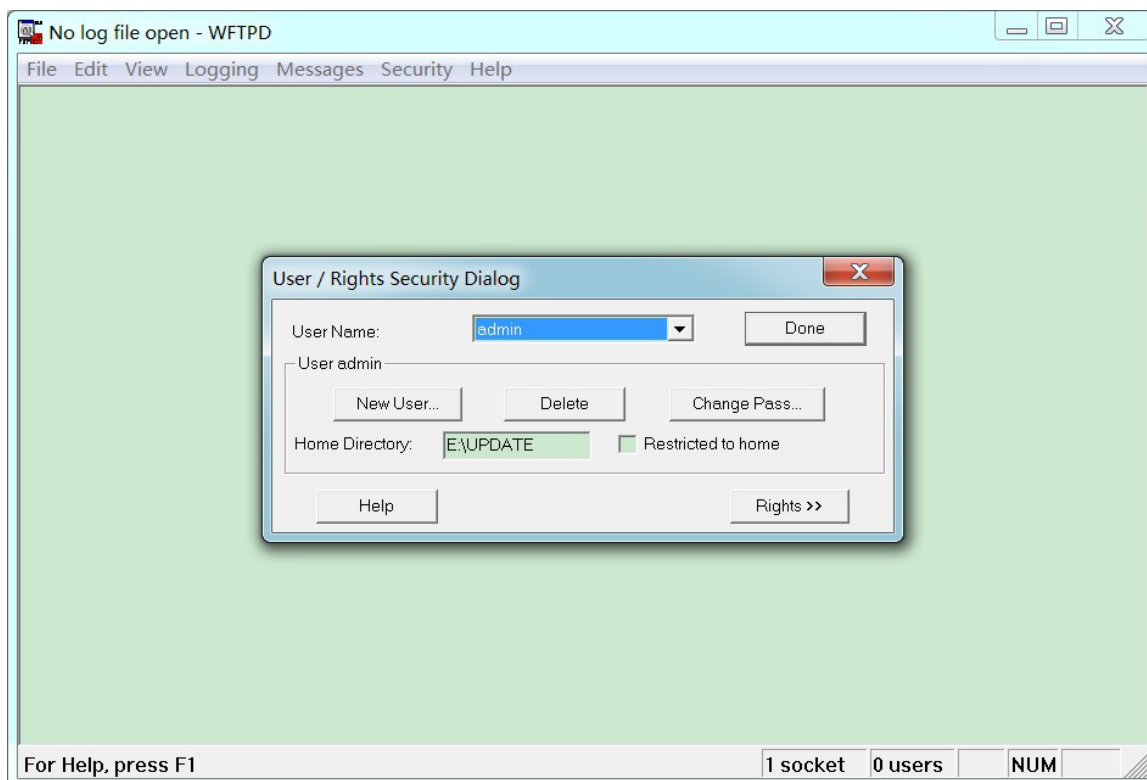 No log file open - WFTPD
File Edit View Logging Messages Security Help
User / Rights Security Dialog
User Name: admin Done
User admin
New User... Delete Change Pass...
Home Directory: E:\UPDATE Restricted to home
Help Rights >>
For Help, press F1 1 socket 0 users NUM